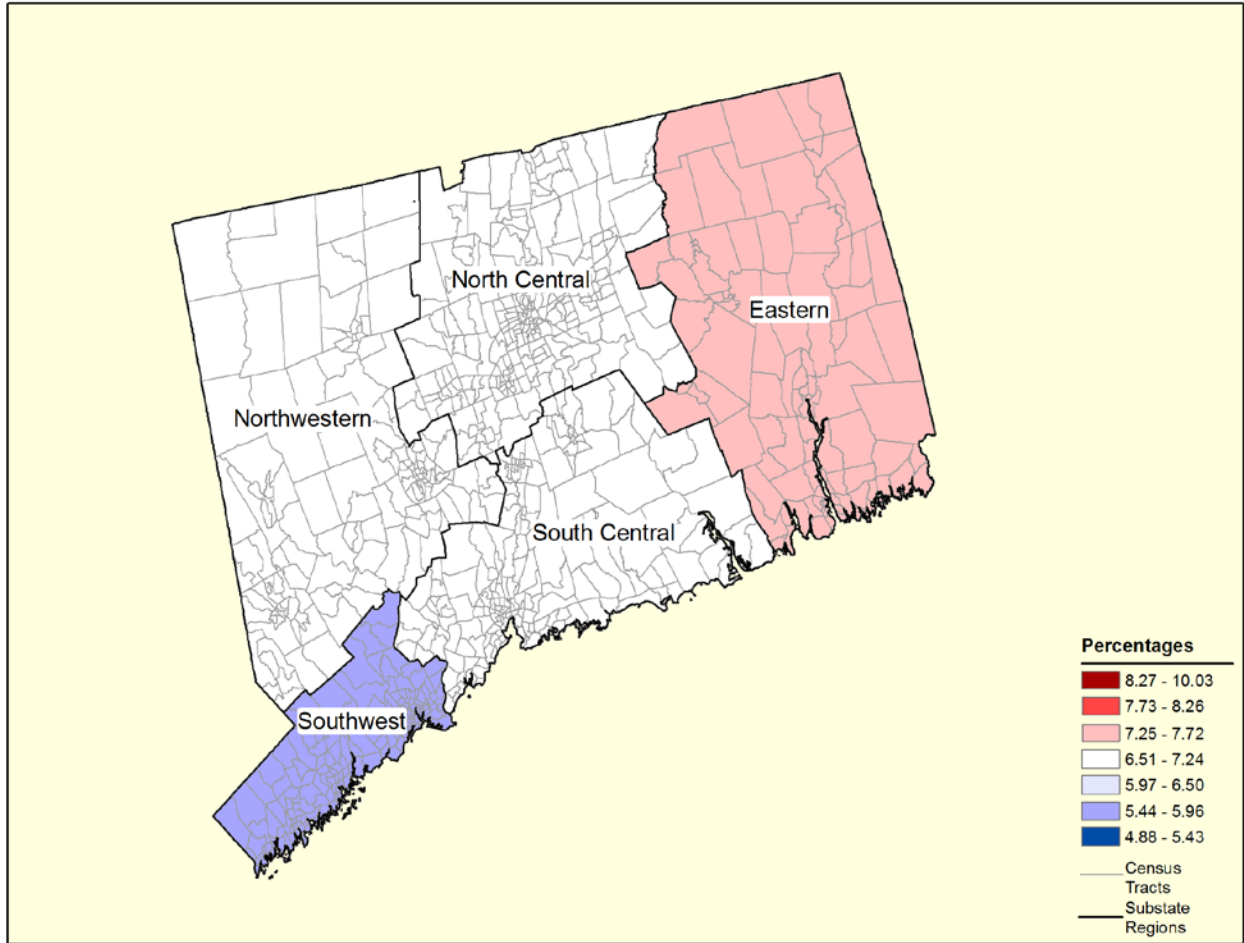 North Central
Eastern
Northwestern
South Central
Southwest
Percentages
8.27 - 10.03
7.73 - 8.26
7.25 - 7.72
6.51 - 7.24
5.97 - 6.50
5.44 - 5.96
4.88 - 5.43
Census
Tracts
Substate
Regions